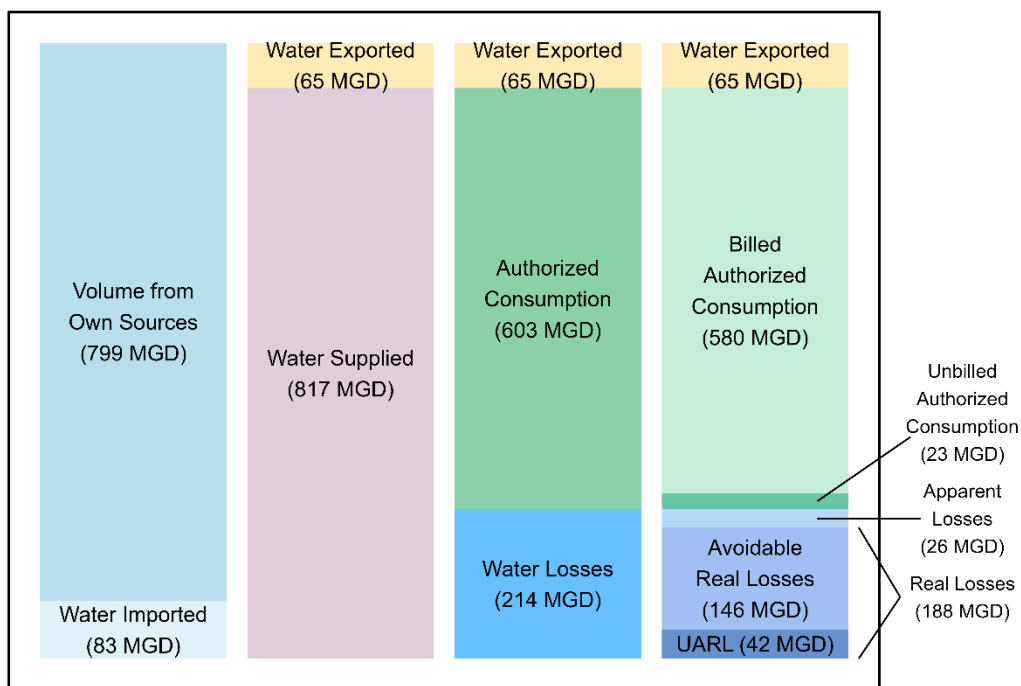 Volume from
Own Sources
(799 MGD)
Water Imported
(83 MGD)
Water Exported
(65 MGD)
Water Supplied
(817 MGD)
Water Exported
(65 MGD)
Authorized
Consumption
(603 MGD)
Water Losses
(214 MGD)
Water Exported
(65 MGD)
Billed
Authorized
Consumption
(580 MGD)
Avoidable
Real Losses
(146 MGD)
UARL (42 MGD)
Unbilled
Authorized
Consumption
(23 MGD)
Apparent
Losses
(26 MGD)
Real Losses
(188 MGD)